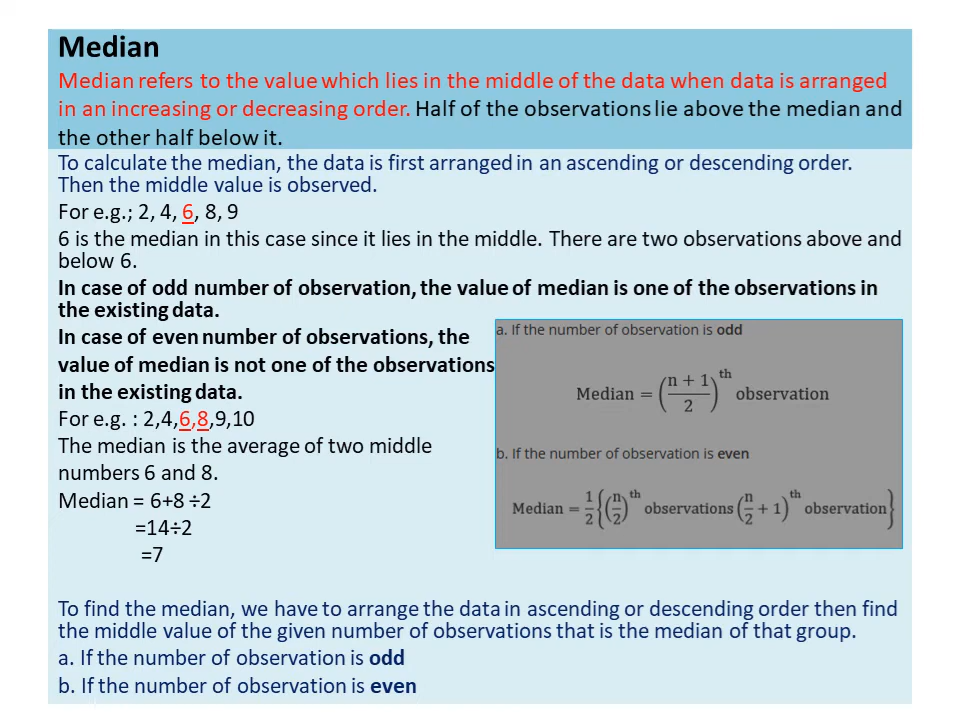 Median
Median refers to the value which lies in the middle of the data when data is arranged
in an increasing or decreasing order. Half of the observations lie above the median and
the other half below it.
To calculate the median, the data is first arranged in an ascending or descending order.
Then the middle value is observed.
For e.g.; 2, 4, 6, 8, 9
6 is the median in this case since it lies in the middle. There are two observations above and
below 6.
In case of odd number of observation, the value of median is one of the observations in
the existing data.
In case of even number of observations, the
value of median is not one of the observations
in the existing data.
For e.g. : 2,4,6,8,9,10
The median is the average of two middle
numbers 6 and 8.
Median = 6+8 ÷2
=14÷2
=7
a. If the number of observation is odd
Median = ((n + 1)/2)th observation
b. If the number of observation is even
Median = 1/2{(n/2)th observations (n/2 + 1)th observation}
To find the median, we have to arrange the data in ascending or descending order then find
the middle value of the given number of observations that is the median of that group.
a. If the number of observation is odd
b. If the number of observation is even